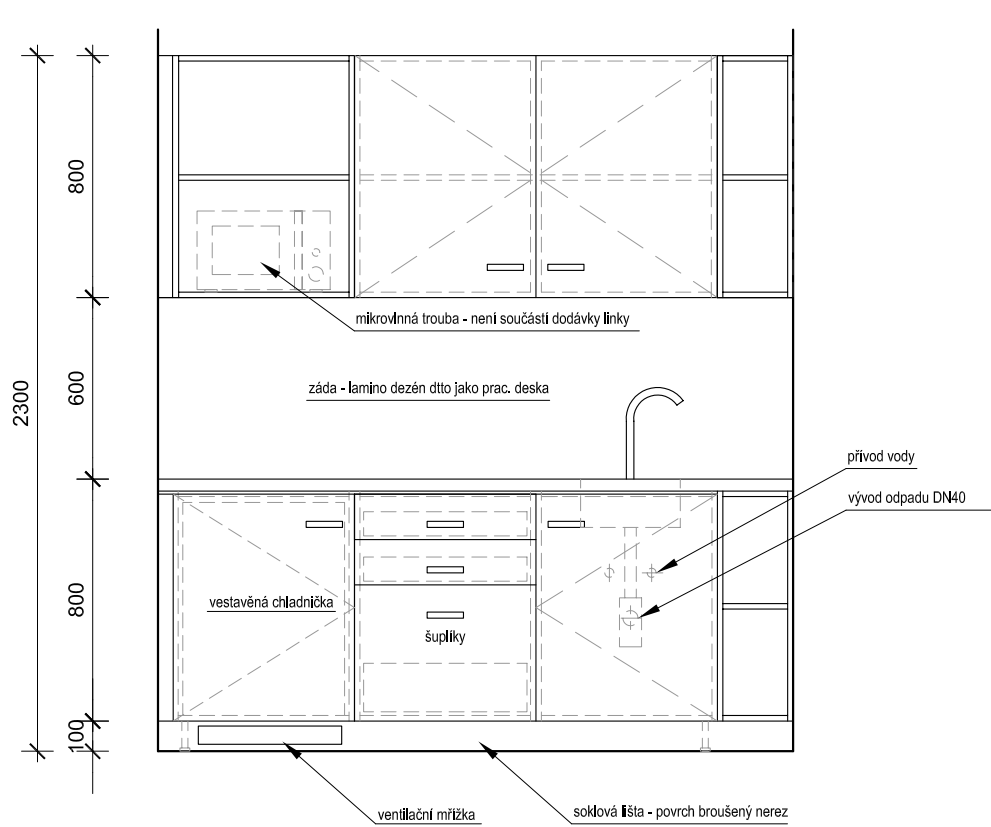 800
mikrovlnná trouba - není součástí dodávky linky
600
2300
záda - lamino dezén dtto jako prac. deska
přívod vody
vývod odpadu DN40
800
vestavěná chladnička
šuplíky
100
ventilační mřížka
soklová lišta - povrch broušený nerez